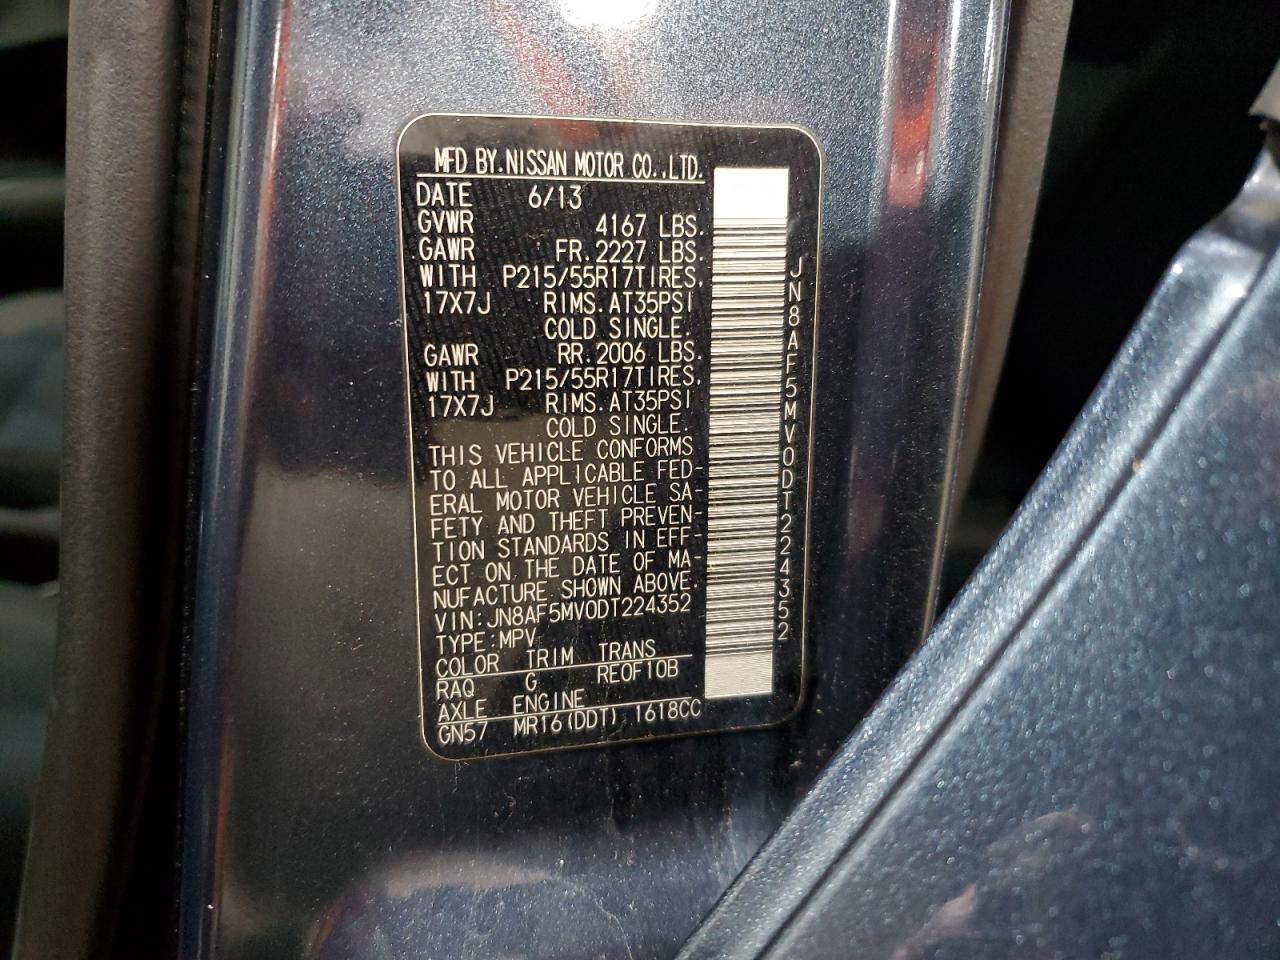 MFD BY.NISSAN MOTOR CO.,LTD.
DATE 6/13
GVWR 4167 LBS.
GAWR FR.2227 LBS.
WITH P215/55R17TIRES.
17X7J RIMS.AT35PSI
COLD SINGLE.
GAWR RR.2006 LBS.
WITH P215/55R17TIRES.
17X7J RIMS.AT35PSI
COLD SINGLE.
THIS VEHICLE CONFORMS
TO ALL APPLICABLE FED-
ERAL MOTOR VEHICLE SA-
FETY AND THEFT PREVEN-
TION STANDARDS IN EFF-
ECT ON THE DATE OF MA-
NUFACTURE SHOWN ABOVE.
VIN:JN8AF5MV0DT224352
TYPE:MPV
COLOR TRIM TRANS
RAQ G RE0F10B
AXLE ENGINE
GN57 MR16(DDT) 1618CC
JN8AF5MV0DT224352